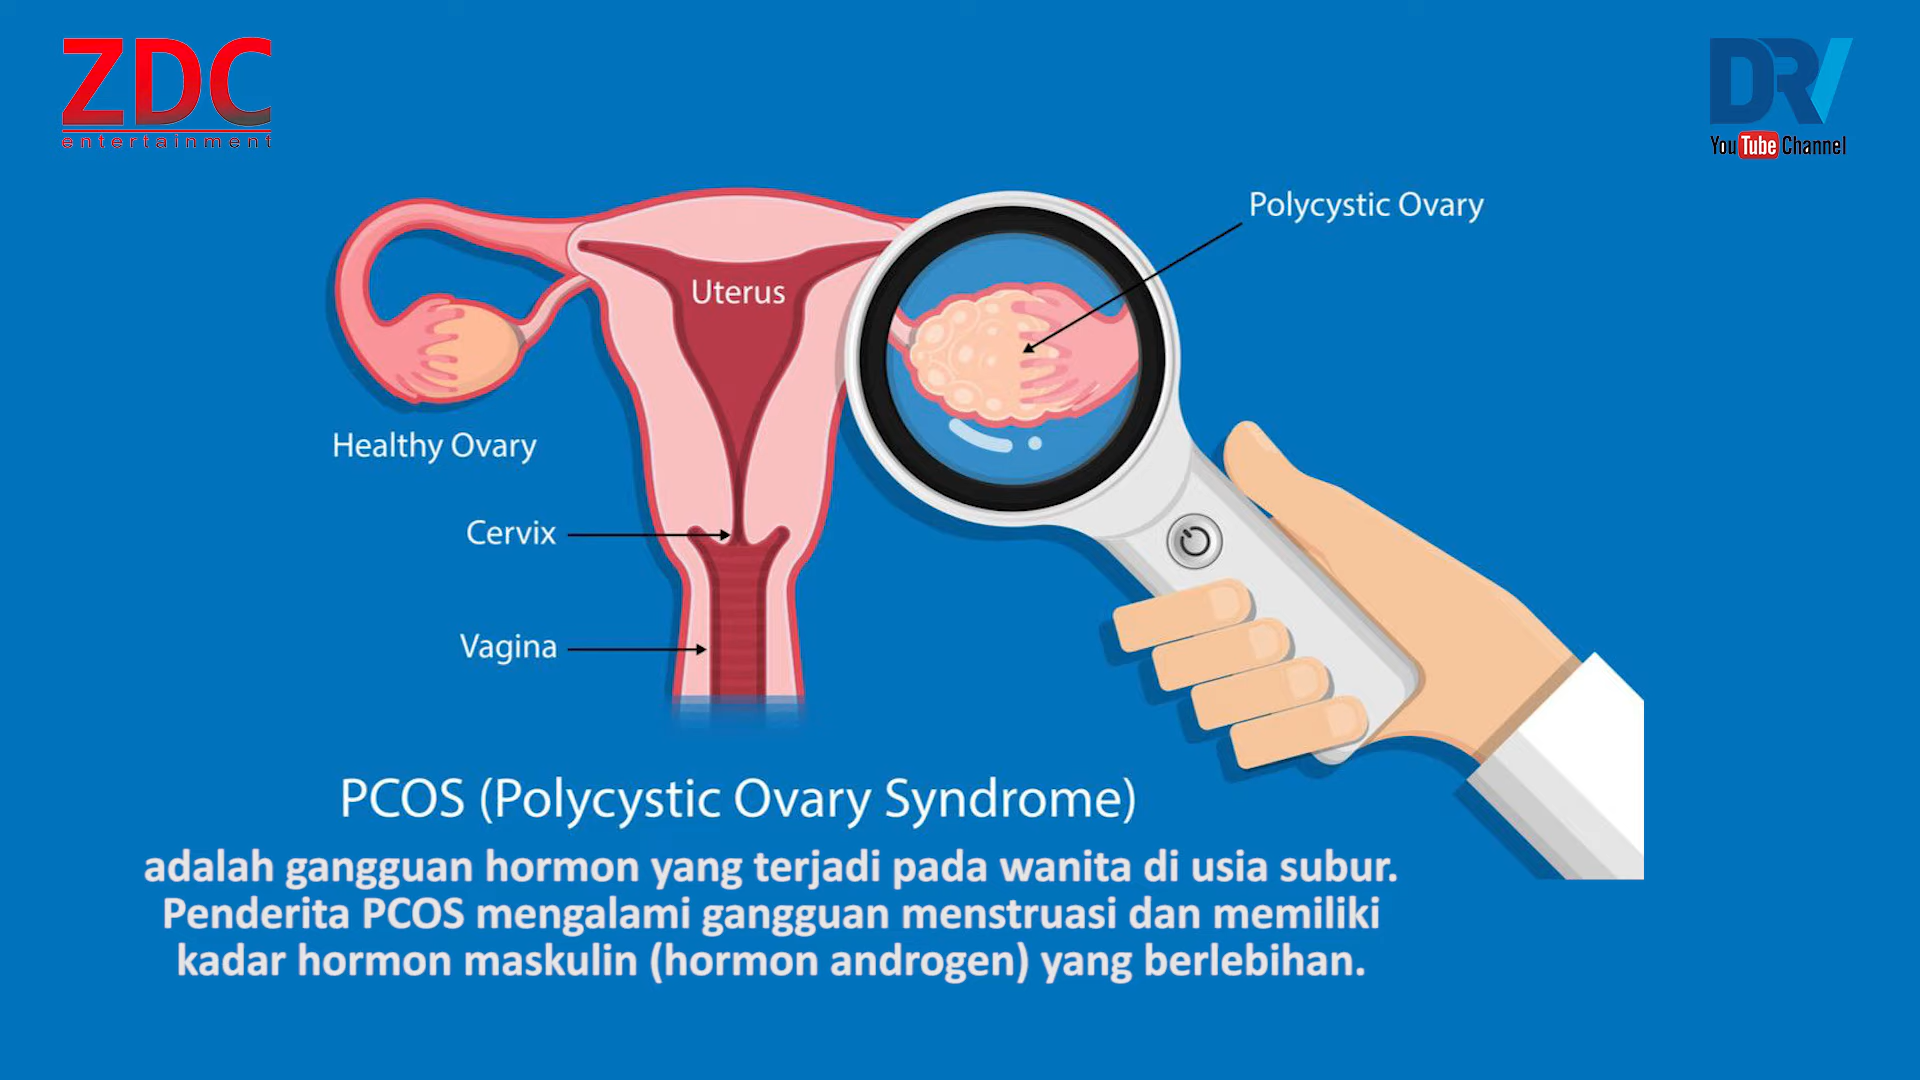 ZDC
entertainment
DRV
YouTube Channel
Polycystic Ovary
Uterus
Healthy Ovary
Cervix
Vagina
PCOS (Polycystic Ovary Syndrome)
adalah gangguan hormon yang terjadi pada wanita di usia subur.
Penderita PCOS mengalami gangguan menstruasi dan memiliki
kadar hormon maskulin (hormon androgen) yang berlebihan.